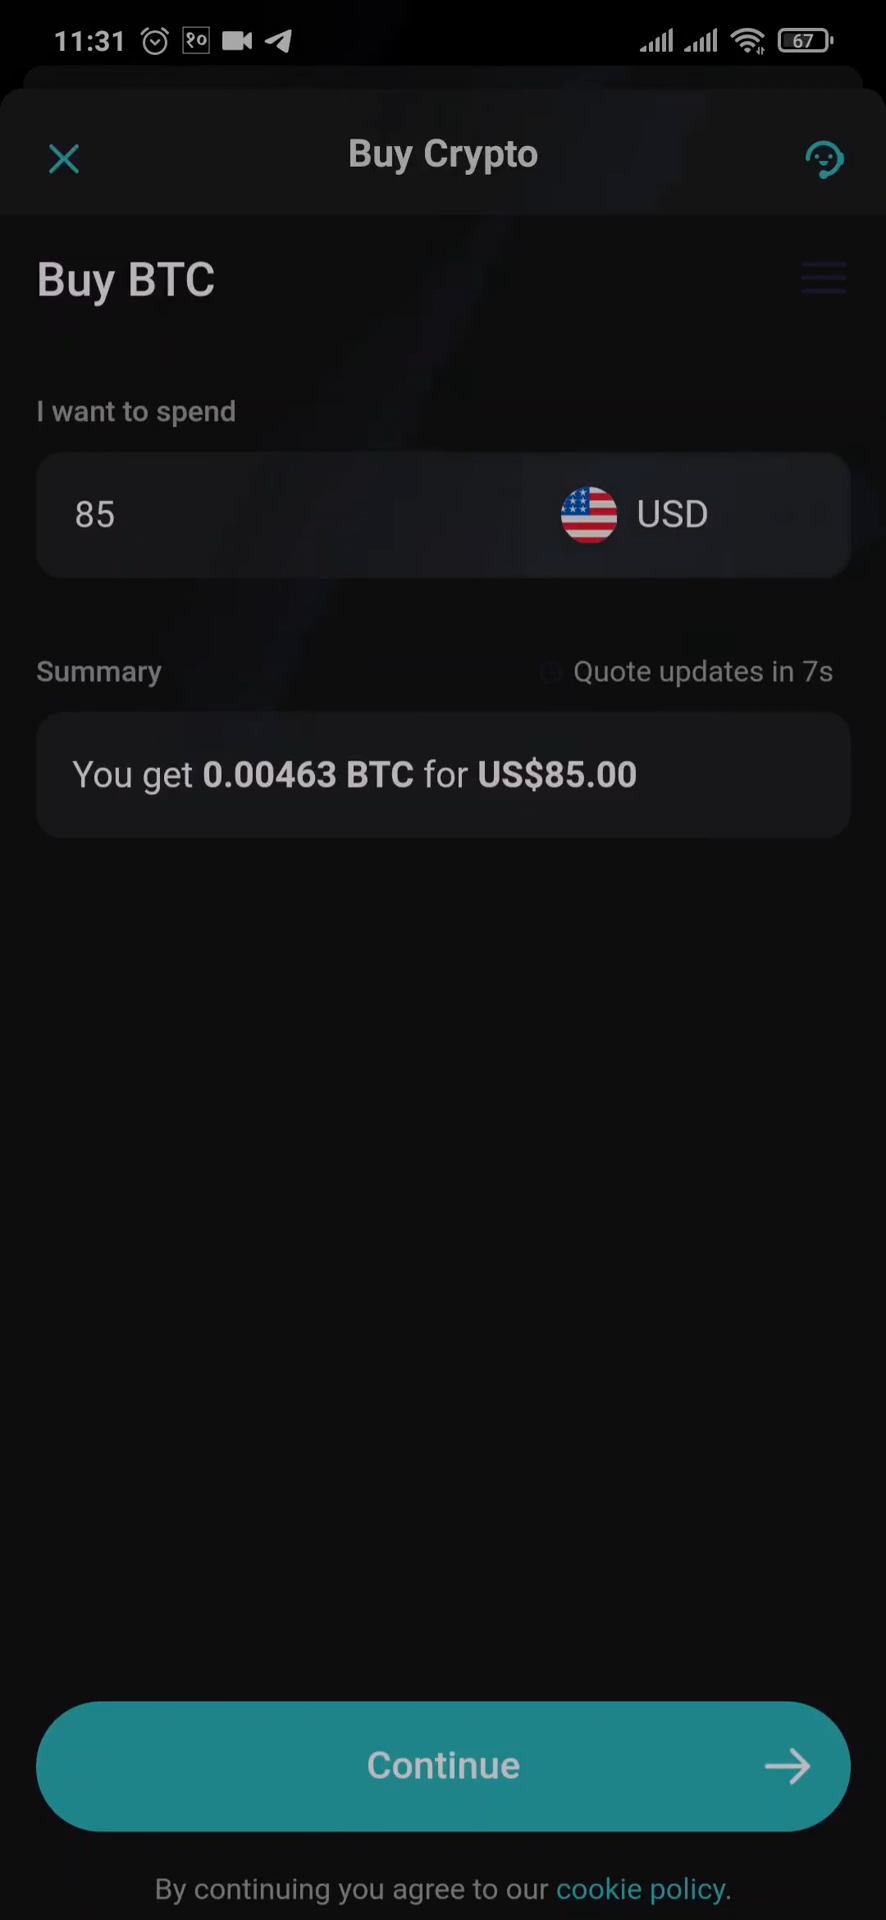 11:31 १० 67
Buy Crypto
Buy BTC
I want to spend
85 USD
Summary Quote updates in 7s
You get 0.00463 BTC for US$85.00
Continue
By continuing you agree to our cookie policy.